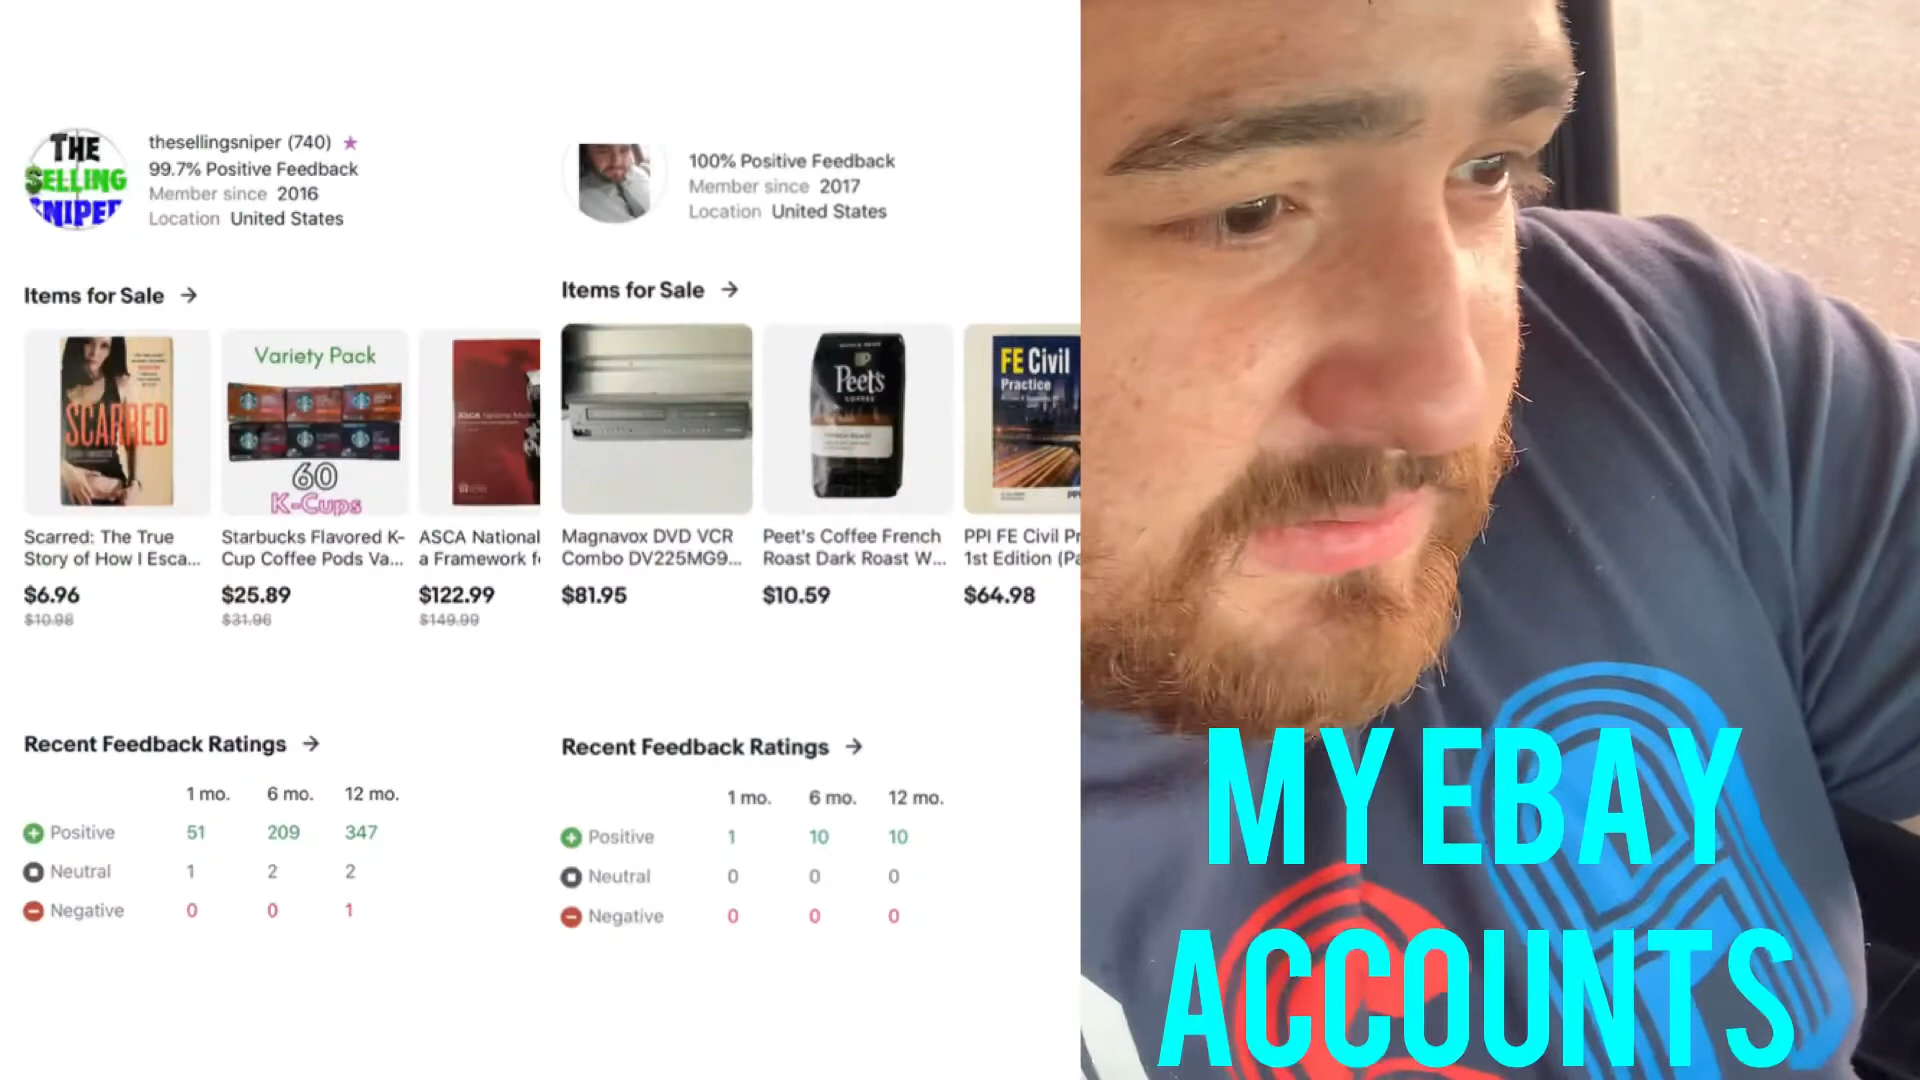 THE
SELLING
SNIPER
thesellingsniper (740)
99.7% Positive Feedback
Member since 2016
Location United States
Items for Sale
SCARRED
Variety Pack
60
K-Cups
Scarred: The True
Story of How I Esca...
$6.96
$10.98
Starbucks Flavored K-
Cup Coffee Pods Va...
$25.89
$31.96
ASCA National
a Framework f
$122.99
$149.99
Recent Feedback Ratings
1 mo. 6 mo. 12 mo.
Positive 51 209 347
Neutral 1 2 2
Negative 0 0 1
100% Positive Feedback
Member since 2017
Location United States
Items for Sale
Peet's
COFFEE
FE Civil
Practice
Magnavox DVD VCR
Combo DV225MG9...
$81.95
Peet's Coffee French
Roast Dark Roast W...
$10.59
PPI FE Civil Pr
1st Edition (Pa
$64.98
Recent Feedback Ratings
1 mo. 6 mo. 12 mo.
Positive 1 10 10
Neutral 0 0 0
Negative 0 0 0
MY EBAY
ACCOUNTS